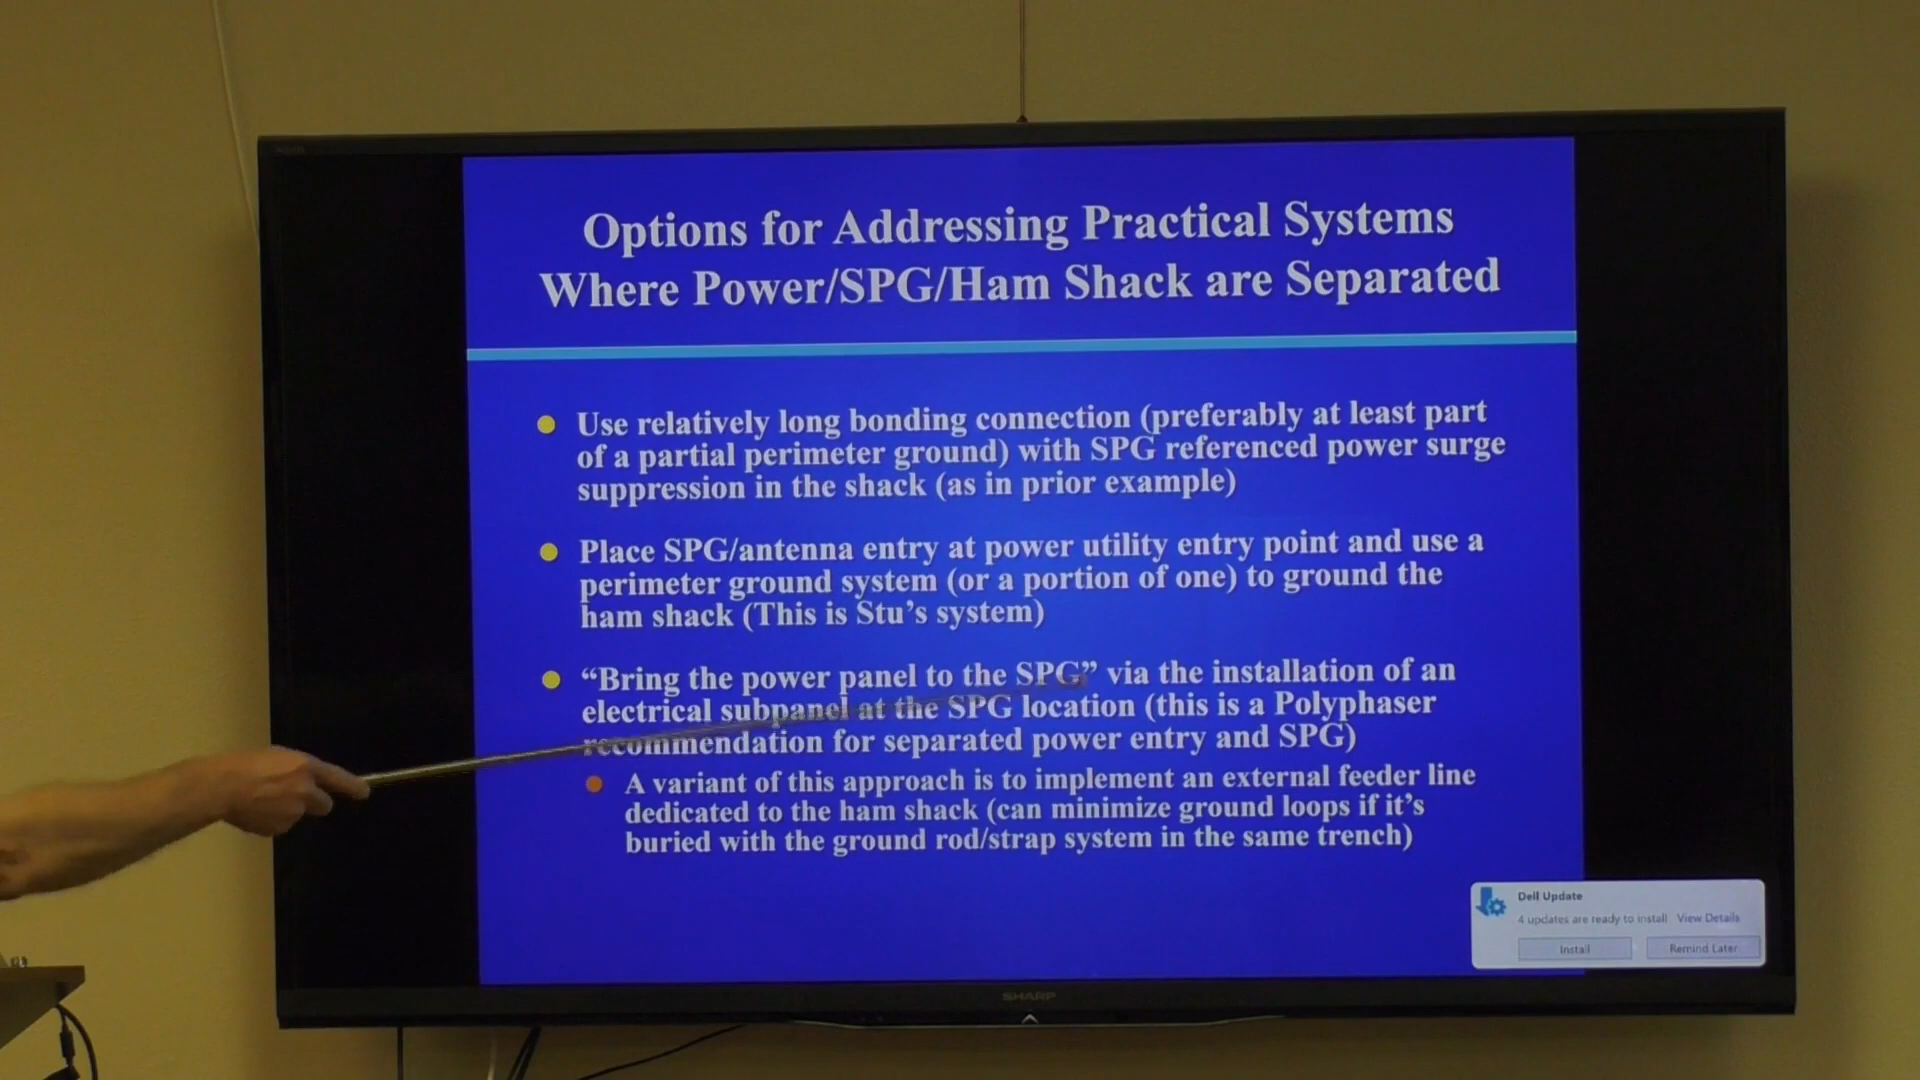 Options for Addressing Practical Systems
Where Power/SPG/Ham Shack are Separated
Use relatively long bonding connection (preferably at least part
of a partial perimeter ground) with SPG referenced power surge
suppression in the shack (as in prior example)
Place SPG/antenna entry at power utility entry point and use a
perimeter ground system (or a portion of one) to ground the
ham shack (This is Stu’s system)
“Bring the power panel to the SPG” via the installation of an
electrical subpanel at the SPG location (this is a Polyphaser
recommendation for separated power entry and SPG)
A variant of this approach is to implement an external feeder line
dedicated to the ham shack (can minimize ground loops if it’s
buried with the ground rod/strap system in the same trench)
Dell Update
4 updates are ready to install View Details
Install Remind Later
SHARP